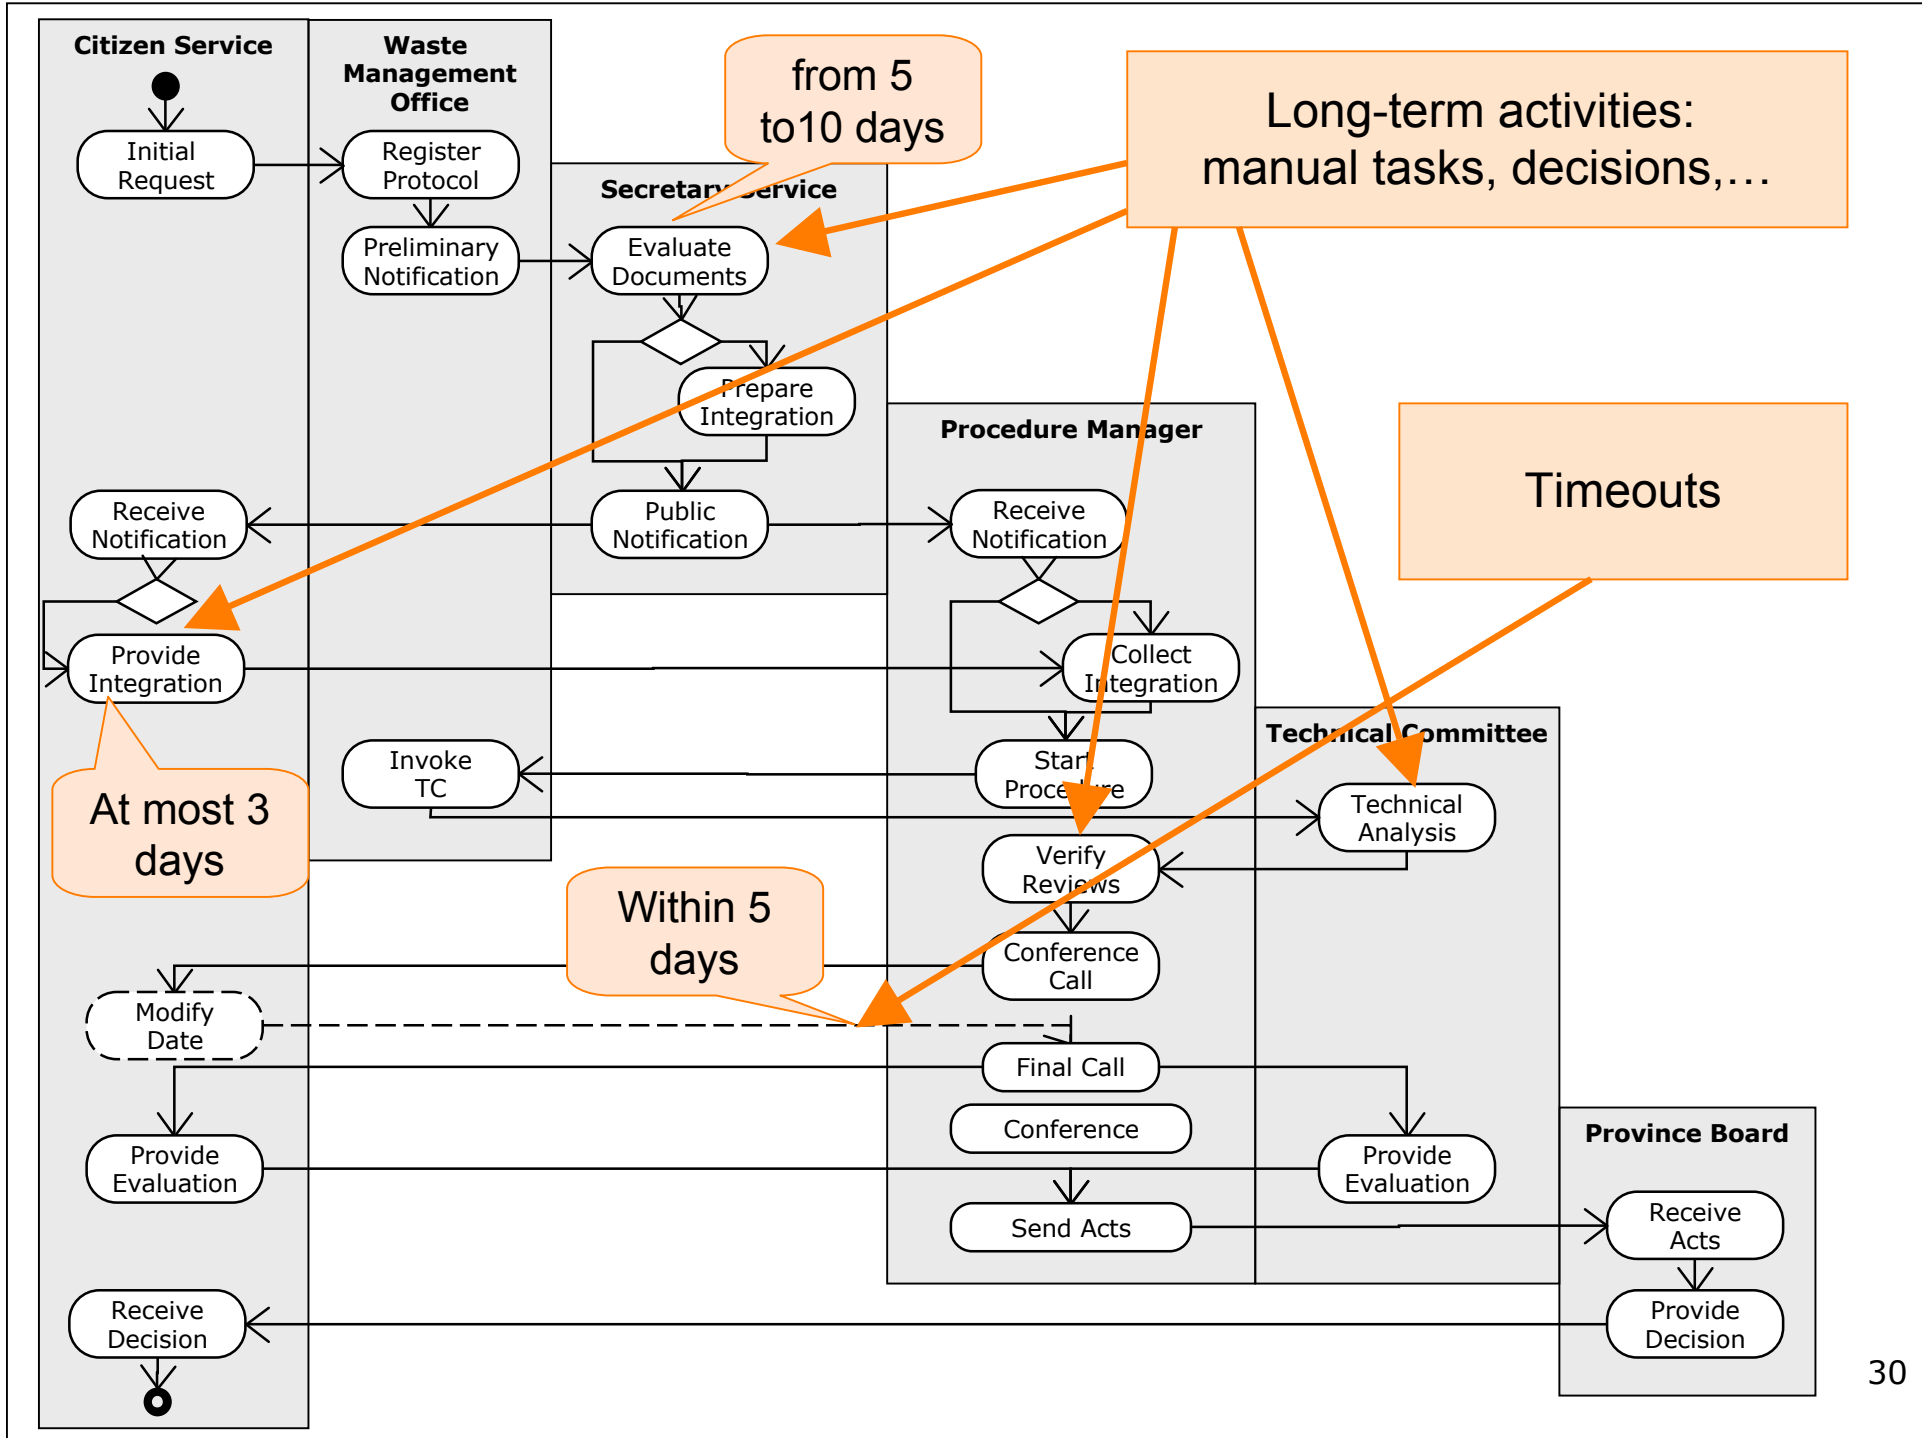 Citizen Service
Waste
Management
Office
from 5
to10 days
Long-term activities:
manual tasks, decisions,…
Initial
Request
Register
Protocol
Secretary Service
Preliminary
Notification
Evaluate
Documents
Prepare
Integration
Procedure Manager
Timeouts
Receive
Notification
Public
Notification
Receive
Notification
Provide
Integration
Collect
Integration
Technical Committee
Invoke
TC
Start
Procedure
At most 3
days
Technical
Analysis
Verify
Reviews
Within 5
days
Conference
Call
Modify
Date
Final Call
Conference
Province Board
Provide
Evaluation
Provide
Evaluation
Send Acts
Receive
Acts
Receive
Decision
Provide
Decision
30